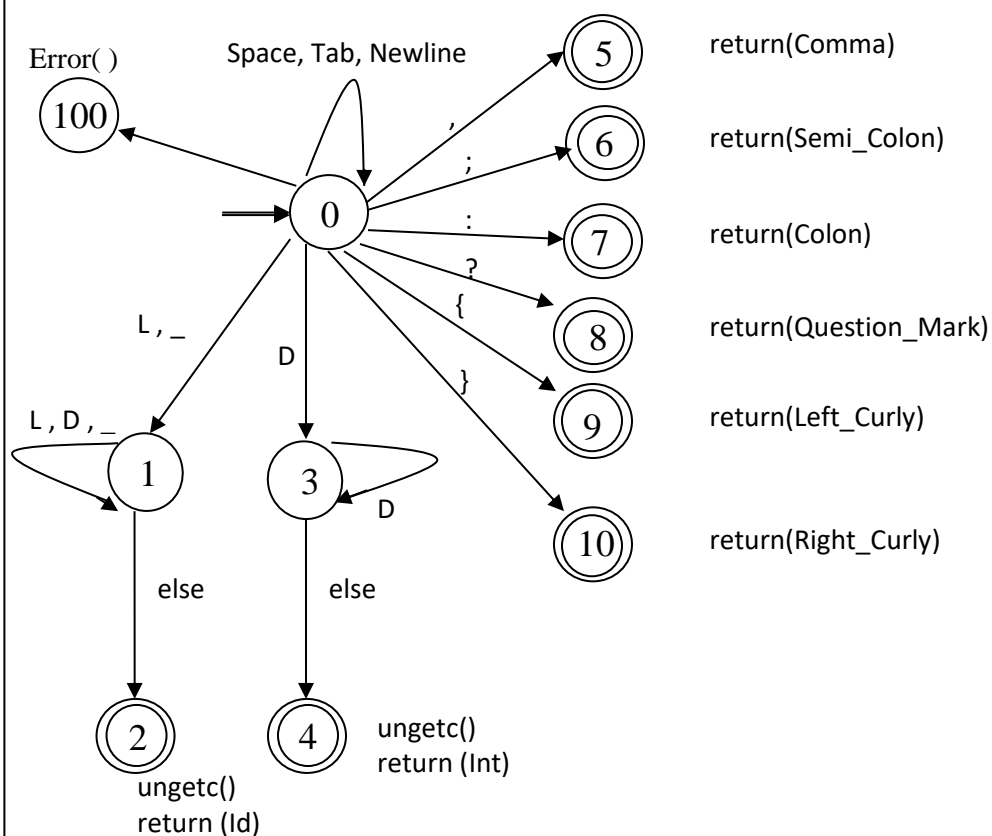 Error( )
Space, Tab, Newline
100
0
,
5
return(Comma)
;
6
return(Semi_Colon)
:
7
return(Colon)
?
8
return(Question_Mark)
{
9
return(Left_Curly)
}
10
return(Right_Curly)
L , _
D
L , D , _
1
3
D
else
else
2
ungetc()
return (Id)
4
ungetc()
return (Int)